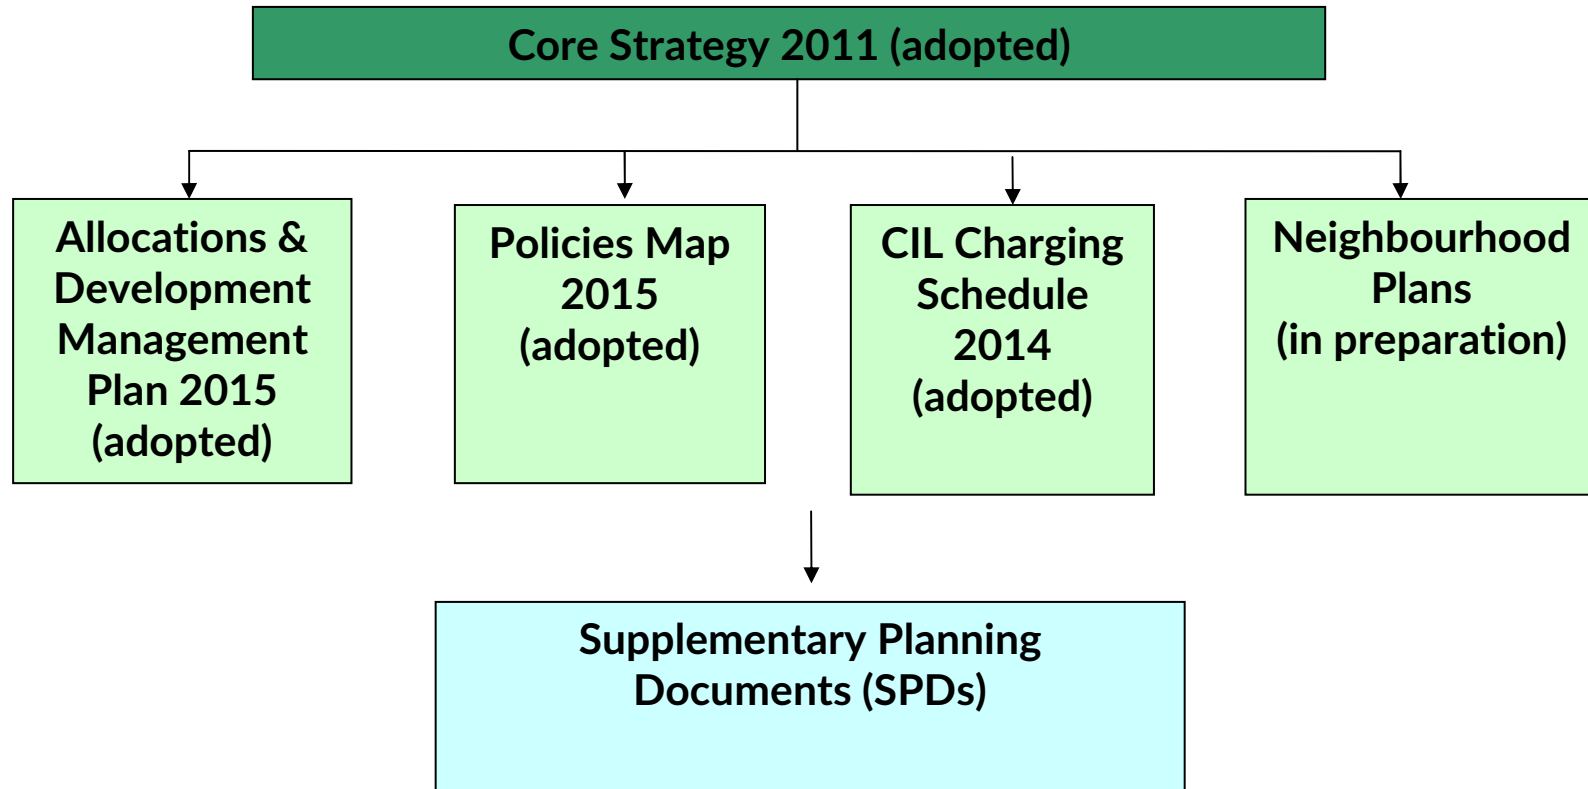 Core Strategy 2011 (adopted)
Allocations &
Development
Management
Plan 2015
(adopted)
Policies Map
2015
(adopted)
CIL Charging
Schedule
2014
(adopted)
Neighbourhood
Plans
(in preparation)
Supplementary Planning
Documents (SPDs)